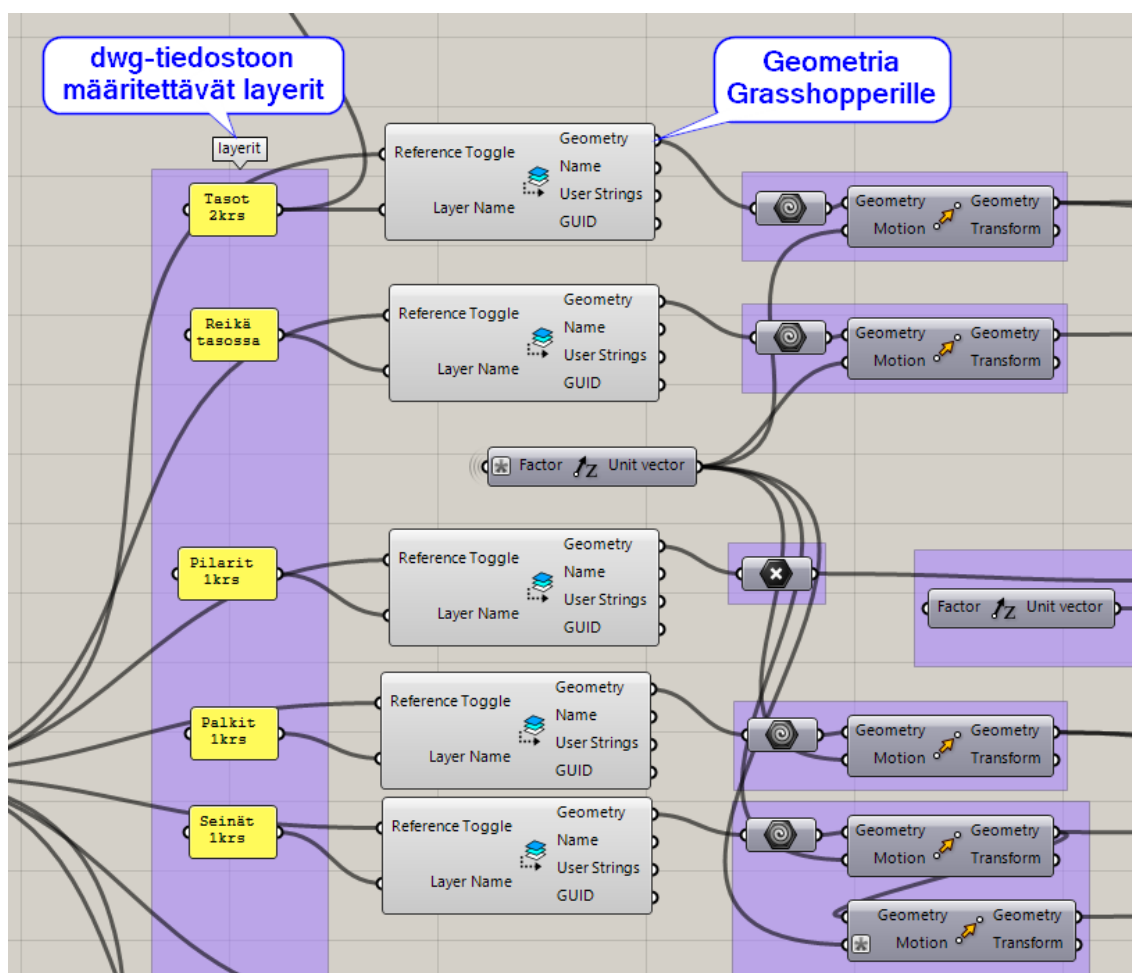 dwg-tiedostoon
määritettävät layerit
Geometria
Grasshopperille
layerit
Tasot
2krs
Reference Toggle
Layer Name
Geometry
Name
User Strings
GUID
Geometry
Motion
Geometry
Transform
Reikä
tasossa
Reference Toggle
Layer Name
Geometry
Name
User Strings
GUID
Geometry
Motion
Geometry
Transform
Factor
Z
Unit vector
Pilarit
1krs
Reference Toggle
Layer Name
Geometry
Name
User Strings
GUID
Factor
Z
Unit vector
Palkit
1krs
Reference Toggle
Layer Name
Geometry
Name
User Strings
GUID
Geometry
Motion
Geometry
Transform
Seinät
1krs
Reference Toggle
Layer Name
Geometry
Name
User Strings
GUID
Geometry
Motion
Geometry
Transform
Geometry
Motion
Geometry
Transform